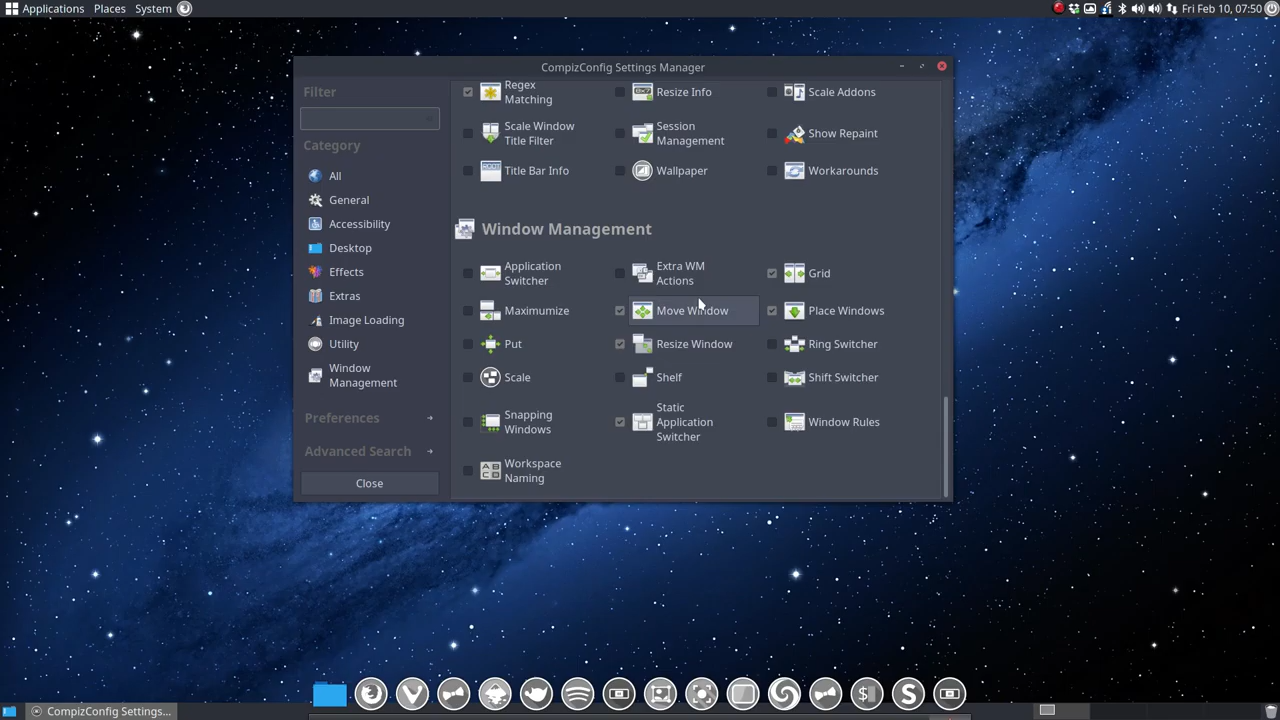 Applications Places System
Fri Feb 10, 07:50
CompizConfig Settings Manager
Filter
Category
All
General
Accessibility
Desktop
Effects
Extras
Image Loading
Utility
Window
Management
Preferences
Advanced Search
Close
Regex
Matching
Resize Info
Scale Addons
Scale Window
Title Filter
Session
Management
Show Repaint
Title Bar Info
Wallpaper
Workarounds
Window Management
Application
Switcher
Extra WM
Actions
Grid
Maximumize
Move Window
Place Windows
Put
Resize Window
Ring Switcher
Scale
Shelf
Shift Switcher
Snapping
Windows
Static
Application
Switcher
Window Rules
Workspace
Naming
CompizConfig Settings...